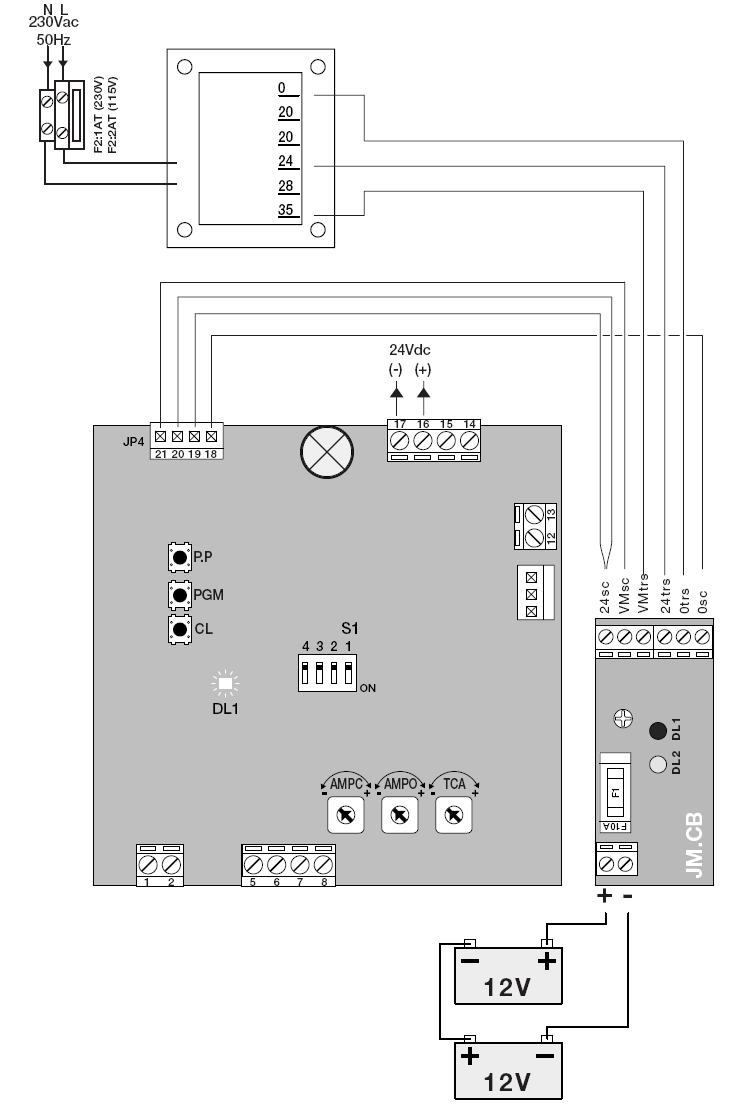 N L
230Vac
50Hz
F2:1AT (230V)
F2:2AT (115V)
0
20
20
24
28
35
24Vdc
(-) (+)
JP4
21 20 19 18
17 16 15 14
13
12
P.P
PGM
CL
S1
4 3 2 1
ON
DL1
AMPC AMPO TCA
- + - + - +
1 2
5 6 7 8
24sc
VMsc
VMtrs
24trs
0trs
0sc
DL1
DL2
F1
F10A
JM.CB
+ -
- +
12V
+ -
12V